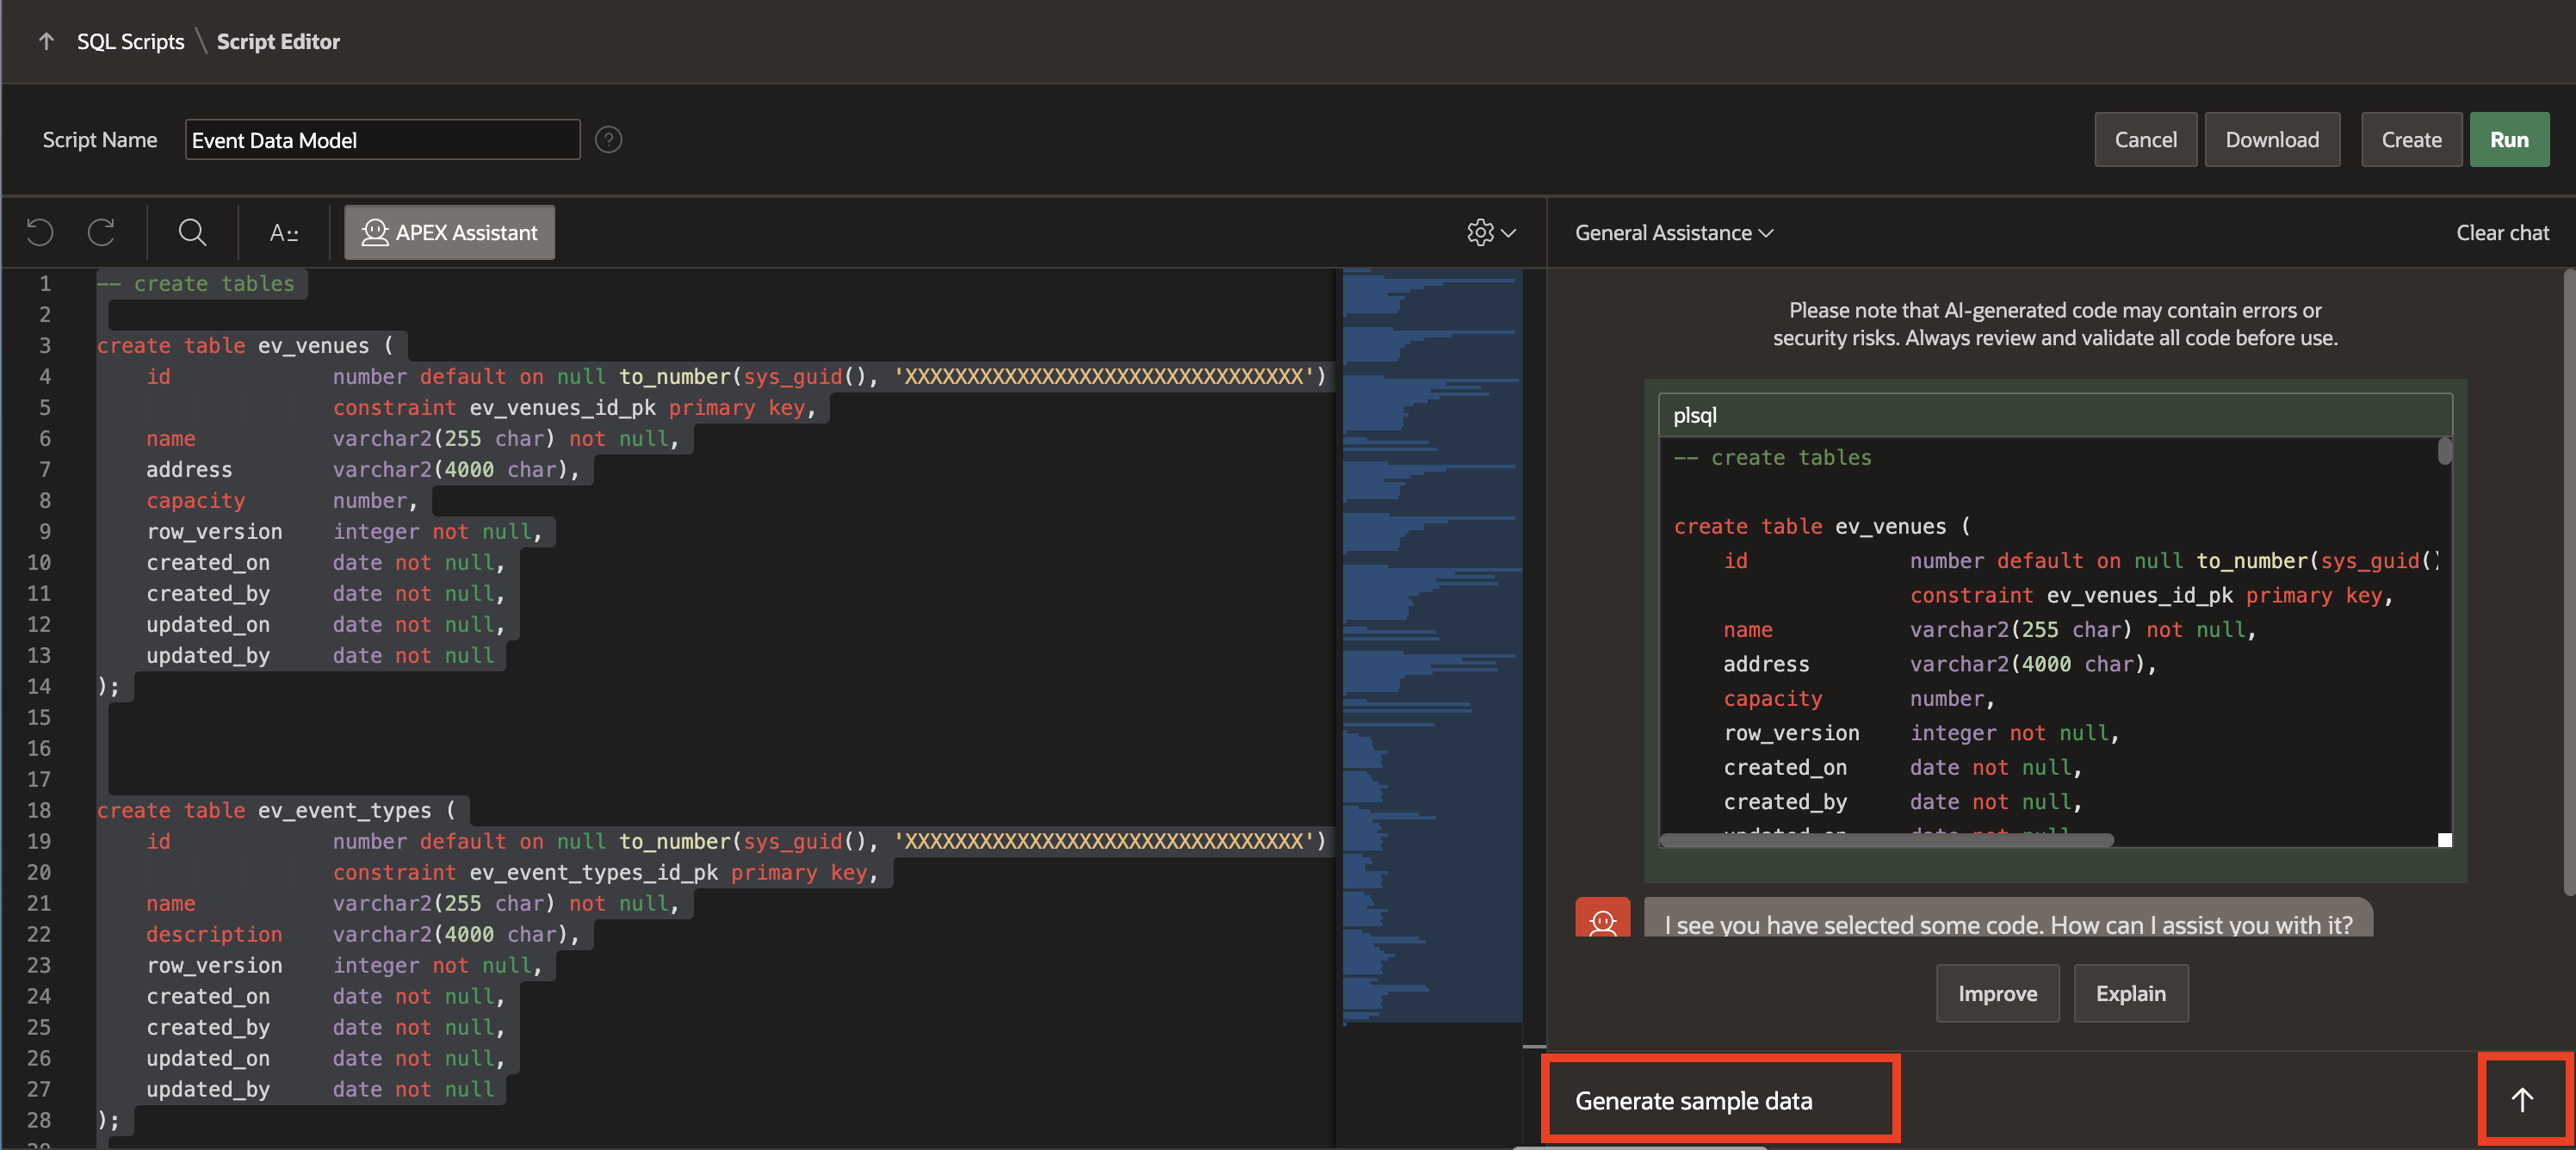 SQL Scripts \ Script Editor
Script Name Event Data Model ? Cancel Download Create Run
A:: APEX Assistant
General Assistance Clear chat
1 -- create tables
2
3 create table ev_venues (
4 id number default on null to_number(sys_guid(), 'XXXXXXXXXXXXXXXXXXXXXXXXXXXXXXXX')
5 constraint ev_venues_id_pk primary key,
6 name varchar2(255 char) not null,
7 address varchar2(4000 char),
8 capacity number,
9 row_version integer not null,
10 created_on date not null,
11 created_by date not null,
12 updated_on date not null,
13 updated_by date not null
14 );
15
16
17
18 create table ev_event_types (
19 id number default on null to_number(sys_guid(), 'XXXXXXXXXXXXXXXXXXXXXXXXXXXXXXXX')
20 constraint ev_event_types_id_pk primary key,
21 name varchar2(255 char) not null,
22 description varchar2(4000 char),
23 row_version integer not null,
24 created_on date not null,
25 created_by date not null,
26 updated_on date not null,
27 updated_by date not null
28 );
Please note that AI-generated code may contain errors or
security risks. Always review and validate all code before use.
plsql
-- create tables
create table ev_venues (
id number default on null to_number(sys_guid()
constraint ev_venues_id_pk primary key,
name varchar2(255 char) not null,
address varchar2(4000 char),
capacity number,
row_version integer not null,
created_on date not null,
created_by date not null,
I see you have selected some code. How can I assist you with it?
Improve Explain
Generate sample data